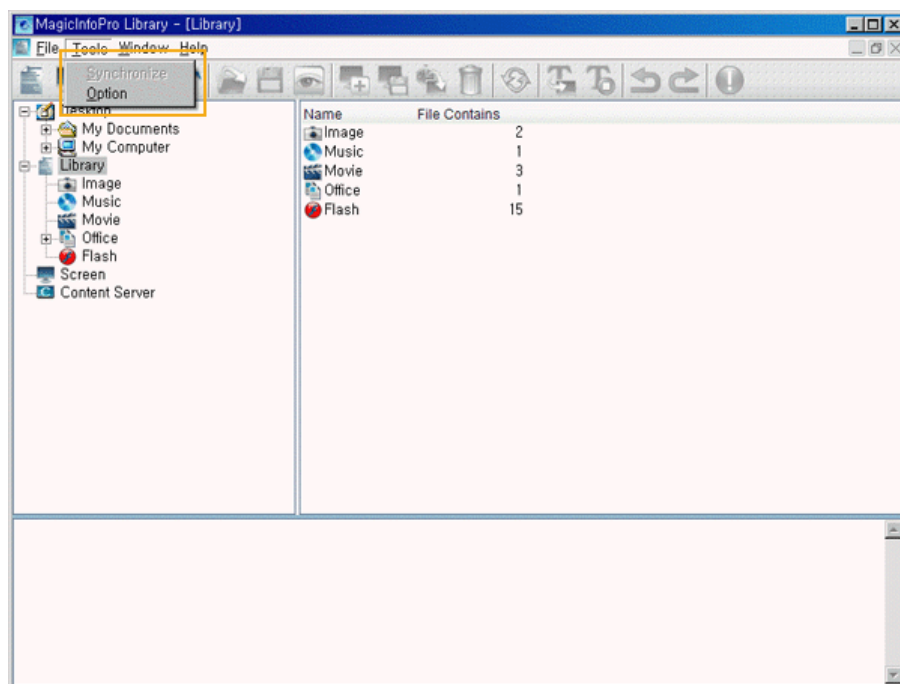 MagicInfoPro Library - [Library]
File Tools Window Help
Synchronize
Option
Desktop
My Documents
My Computer
Library
Image
Music
Movie
Office
Flash
Screen
Content Server
Name File Contains
Image 2
Music 1
Movie 3
Office 1
Flash 15